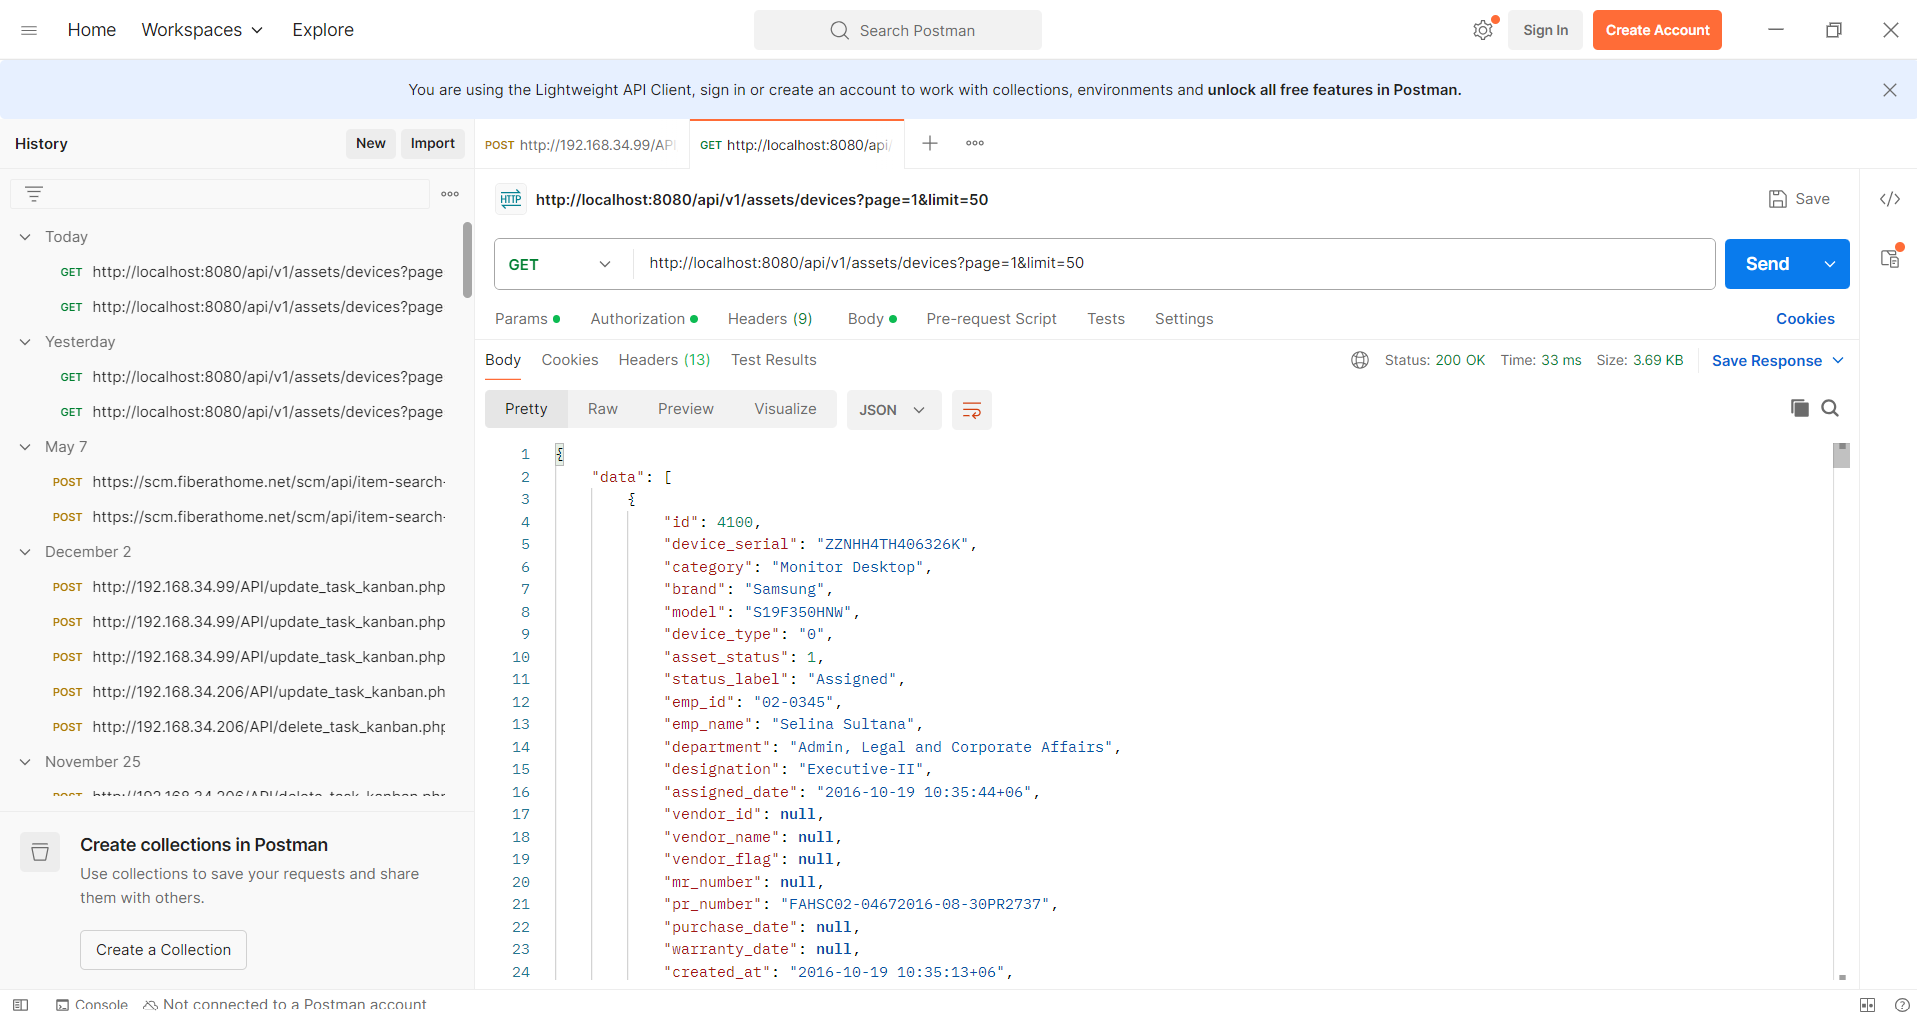 Home Workspaces Explore
Search Postman
Sign In Create Account
You are using the Lightweight API Client, sign in or create an account to work with collections, environments and unlock all free features in Postman.
History New Import
POST http://192.168.34.99/API
GET http://localhost:8080/api/
HTTP http://localhost:8080/api/v1/assets/devices?page=1&limit=50
Save
GET http://localhost:8080/api/v1/assets/devices?page=1&limit=50
Send
Params Authorization Headers (9) Body Pre-request Script Tests Settings
Cookies
Body Cookies Headers (13) Test Results
Status: 200 OK Time: 33 ms Size: 3.69 KB Save Response
Pretty Raw Preview Visualize JSON
Today
GET http://localhost:8080/api/v1/assets/devices?page
GET http://localhost:8080/api/v1/assets/devices?page
Yesterday
GET http://localhost:8080/api/v1/assets/devices?page
GET http://localhost:8080/api/v1/assets/devices?page
May 7
POST https://scm.fiberathome.net/scm/api/item-search-
POST https://scm.fiberathome.net/scm/api/item-search-
December 2
POST http://192.168.34.99/API/update_task_kanban.php
POST http://192.168.34.99/API/update_task_kanban.php
POST http://192.168.34.99/API/update_task_kanban.php
POST http://192.168.34.206/API/update_task_kanban.ph
POST http://192.168.34.206/API/delete_task_kanban.php
November 25
POST http://192.168.34.206/API/delete_task_kanban.php
Create collections in Postman
Use collections to save your requests and share
them with others.
Create a Collection
1 {
2 "data": [
3 {
4 "id": 4100,
5 "device_serial": "ZZNHH4TH406326K",
6 "category": "Monitor Desktop",
7 "brand": "Samsung",
8 "model": "S19F350HNW",
9 "device_type": "0",
10 "asset_status": 1,
11 "status_label": "Assigned",
12 "emp_id": "02-0345",
13 "emp_name": "Selina Sultana",
14 "department": "Admin, Legal and Corporate Affairs",
15 "designation": "Executive-II",
16 "assigned_date": "2016-10-19 10:35:44+06",
17 "vendor_id": null,
18 "vendor_name": null,
19 "vendor_flag": null,
20 "mr_number": null,
21 "pr_number": "FAHSC02-04672016-08-30PR2737",
22 "purchase_date": null,
23 "warranty_date": null,
24 "created_at": "2016-10-19 10:35:13+06",
Console Not connected to a Postman account